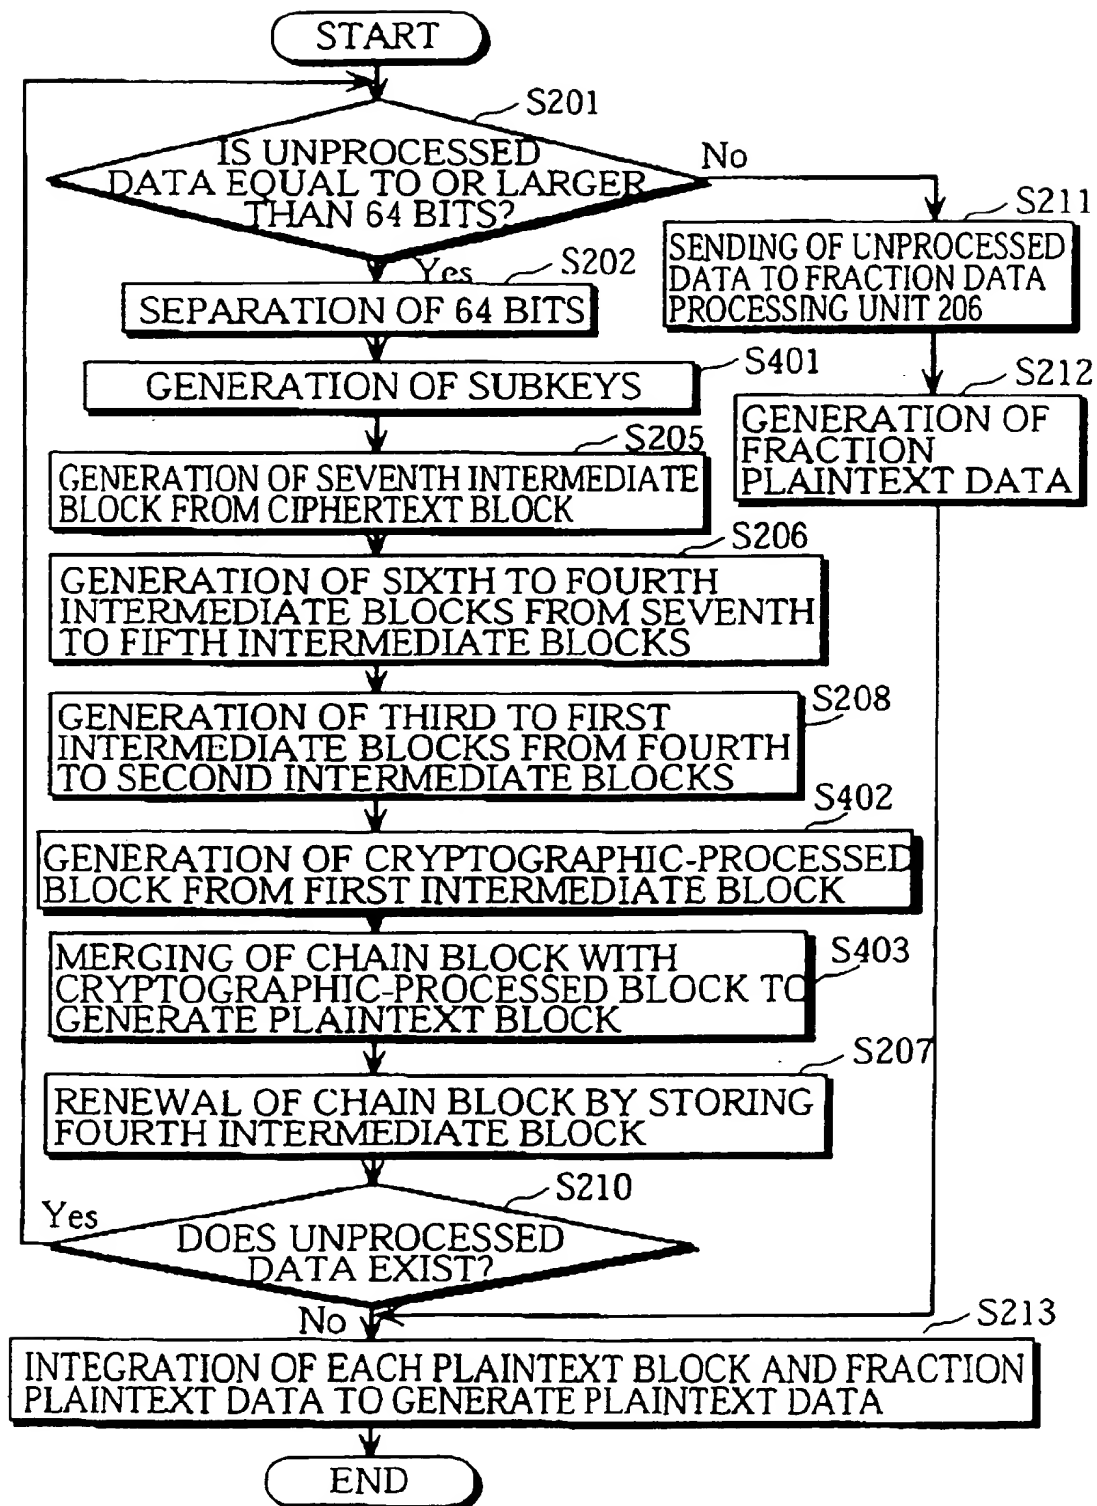 START
S201
IS UNPROCESSED
DATA EQUAL TO OR LARGER
THAN 64 BITS?
No
Yes
S202
SEPARATION OF 64 BITS
S401
GENERATION OF SUBKEYS
S205
GENERATION OF SEVENTH INTERMEDIATE
BLOCK FROM CIPHERTEXT BLOCK
S206
GENERATION OF SIXTH TO FOURTH
INTERMEDIATE BLOCKS FROM SEVENTH
TO FIFTH INTERMEDIATE BLOCKS
S208
GENERATION OF THIRD TO FIRST
INTERMEDIATE BLOCKS FROM FOURTH
TO SECOND INTERMEDIATE BLOCKS
S402
GENERATION OF CRYPTOGRAPHIC-PROCESSED
BLOCK FROM FIRST INTERMEDIATE BLOCK
S403
MERGING OF CHAIN BLOCK WITH
CRYPTOGRAPHIC-PROCESSED BLOCK TO
GENERATE PLAINTEXT BLOCK
S207
RENEWAL OF CHAIN BLOCK BY STORING
FOURTH INTERMEDIATE BLOCK
S210
Yes
DOES UNPROCESSED
DATA EXIST?
No
S211
SENDING OF UNPROCESSED
DATA TO FRACTION DATA
PROCESSING UNIT 206
S212
GENERATION OF
FRACTION
PLAINTEXT DATA
S213
INTEGRATION OF EACH PLAINTEXT BLOCK AND FRACTION
PLAINTEXT DATA TO GENERATE PLAINTEXT DATA
END